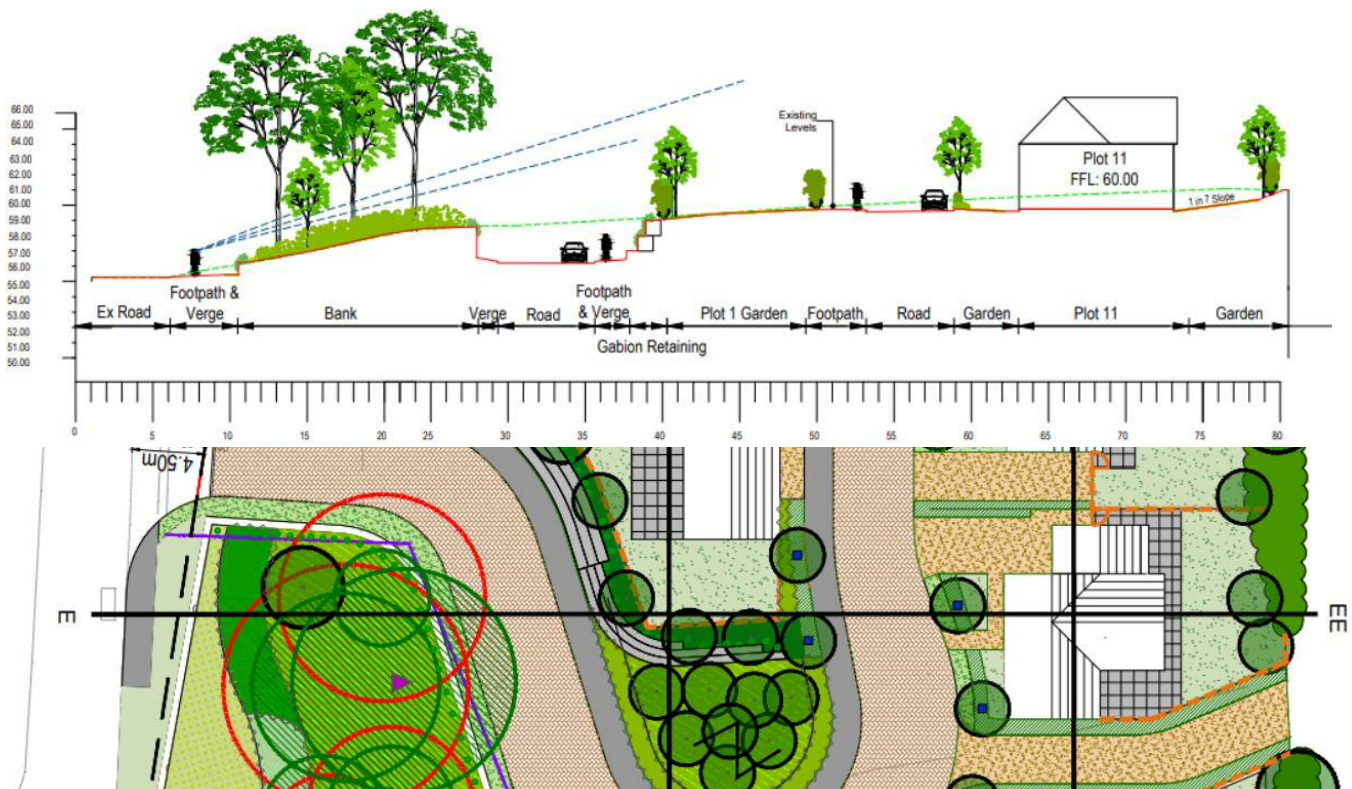 66.00
65.00
64.00
63.00
62.00
61.00
60.00
59.00
58.00
57.00
56.00
55.00
54.00
53.00
52.00
51.00
50.00
Existing
Levels
Plot 11
FFL: 60.00
1 in 7 Slope
Ex Road
Footpath &
Verge
Bank
Verge
Road
Footpath
& Verge
Gabion Retaining
Plot 1 Garden
Footpath
Road
Garden
Plot 11
Garden
0 5 10 15 20 25 30 35 40 45 50 55 60 65 70 75 80
4.50m
E
EE